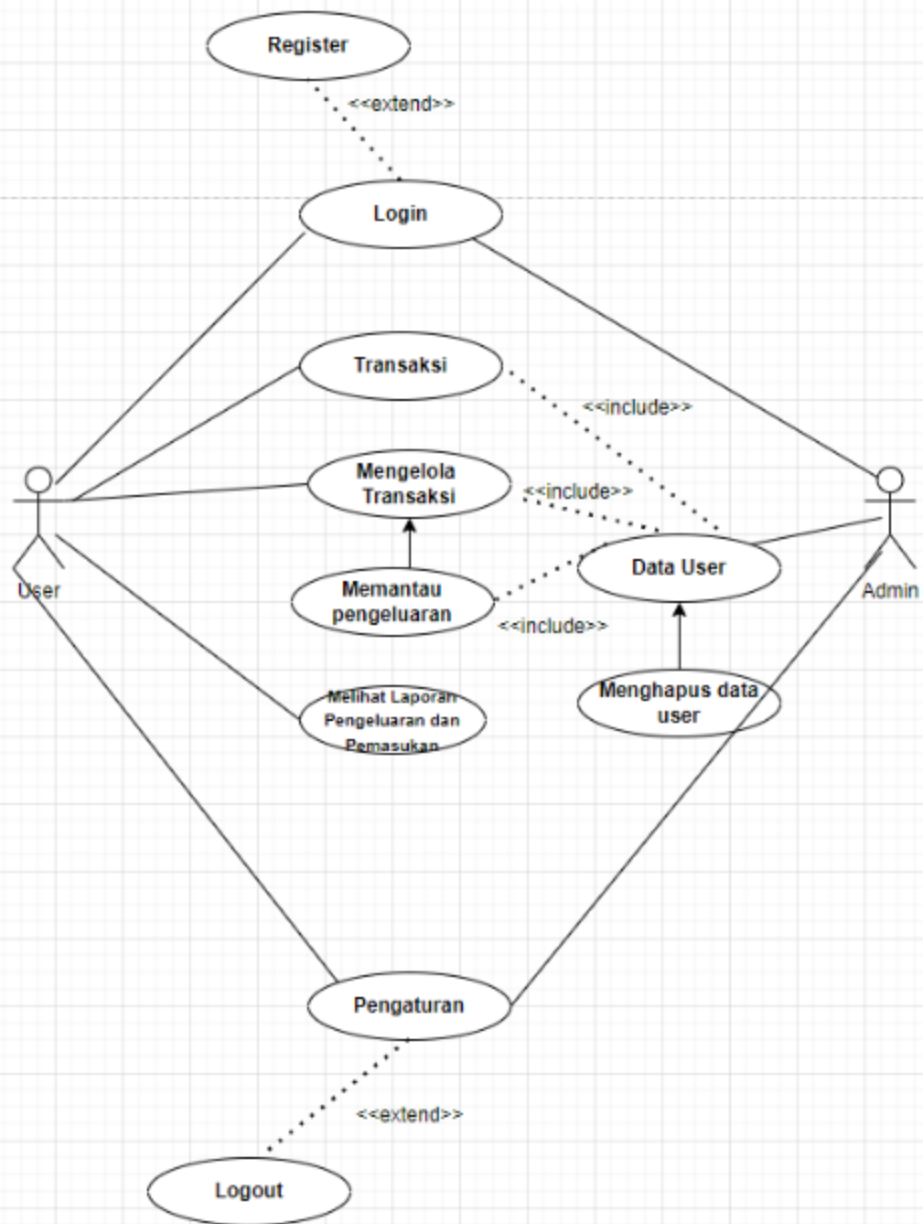 Register
<<extend>>
Login
Transaksi
<<include>>
Mengelola
Transaksi
<<include>>
Data User
Memantau
pengeluaran
<<include>>
User
Admin
Melihat Laporan
Pengeluaran dan
Pemasukan
Menghapus data
user
Pengaturan
<<extend>>
Logout